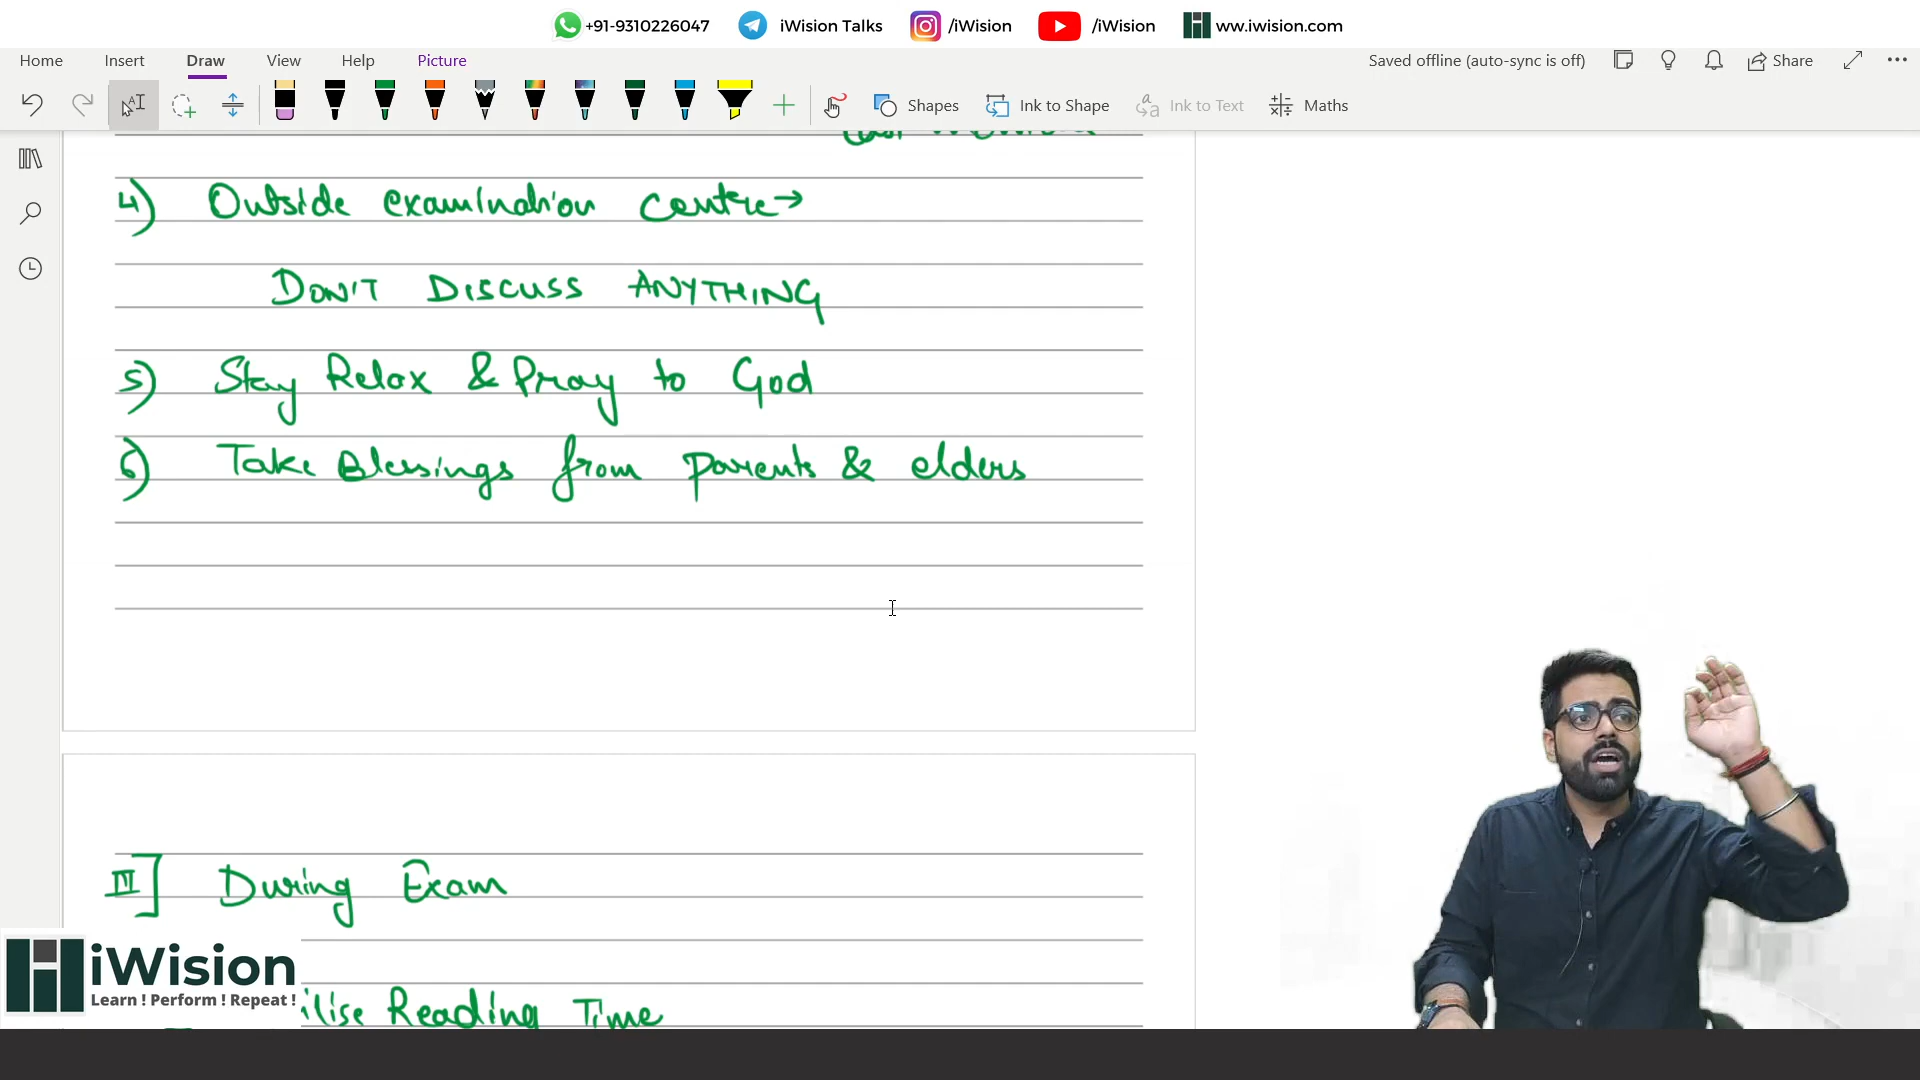 +91-9310226047 iWision Talks /iWision /iWision ww.iwision.com
Home Insert Draw View Help Picture Saved offline (auto-sync is off) Share
Shapes Ink to Shape Ink to Text Maths
4) Outside examination centre→
DON'T DISCUSS ANYTHING
5) Stay Relax & Pray to God
6) Take Blessings from parents & elders
III] During Exam
iWision
Learn ! Perform ! Repeat !
ilise Reading Time